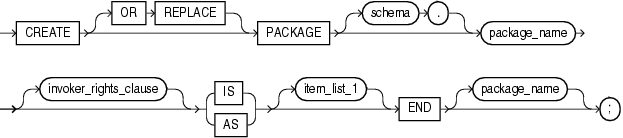 CREATE OR REPLACE PACKAGE schema . package_name
invoker_rights_clause IS AS item_list_1 END package_name ;